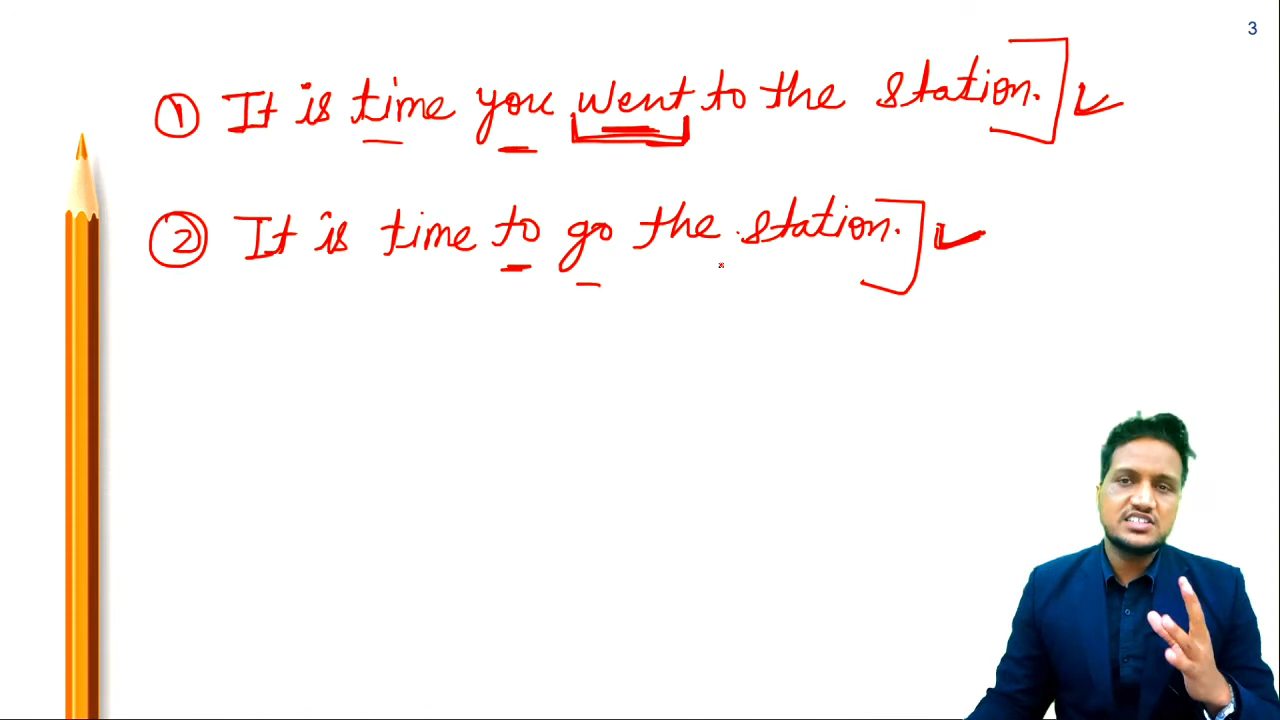 3
① It is time you went to the station.
② It is time to go the station.